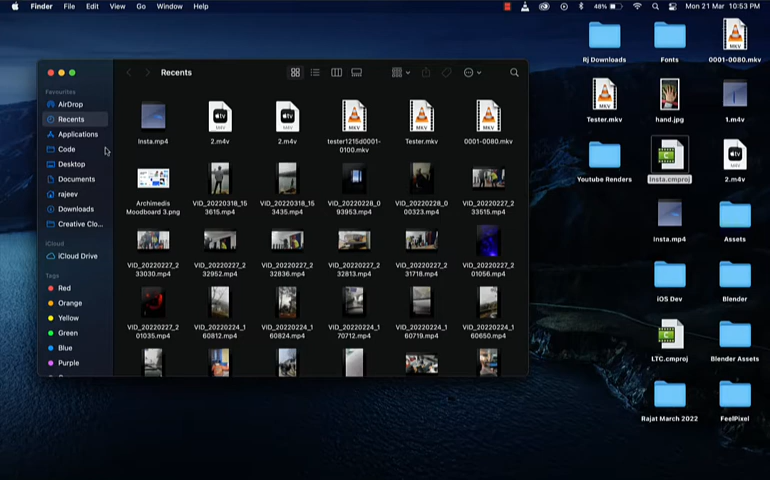 Finder File Edit View Go Window Help 48% Mon 21 Mar 10:53 PM
Recents
Favourites
AirDrop
Recents
Applications
Code
Desktop
Documents
rajeev
Downloads
Creative Clo...
iCloud
iCloud Drive
Tags
Red
Orange
Yellow
Green
Blue
Purple
Insta.mp4
2.m4v
2.m4v
tester1215d0001-
0100.mkv
Tester.mkv
0001-0080.mkv
Archimedis
Moodboard 3.png
VID_20220318_153
615.mp4
VID_20220318_153
435.mp4
VID_20220228_0
93953.mp4
VID_20220228_0
00323.mp4
VID_20220227_2
33515.mp4
VID_20220227_2
33030.mp4
VID_20220227_2
32952.mp4
VID_20220227_2
32836.mp4
VID_20220227_2
32813.mp4
VID_20220227_2
31718.mp4
VID_20220227_2
01056.mp4
VID_20220227_2
01035.mp4
VID_20220224_1
60812.mp4
VID_20220224_1
60824.mp4
VID_20220224_1
70712.mp4
VID_20220224_1
60719.mp4
VID_20220224_1
60650.mp4
Rj Downloads
Fonts
0001-0080.mkv
Tester.mkv
hand.jpg
1.m4v
Youtube Renders
Insta.cmproj
2.m4v
Insta.mp4
Assets
iOS Dev
Blender
LTC.cmproj
Blender Assets
Rajat March 2022
FeelPixel